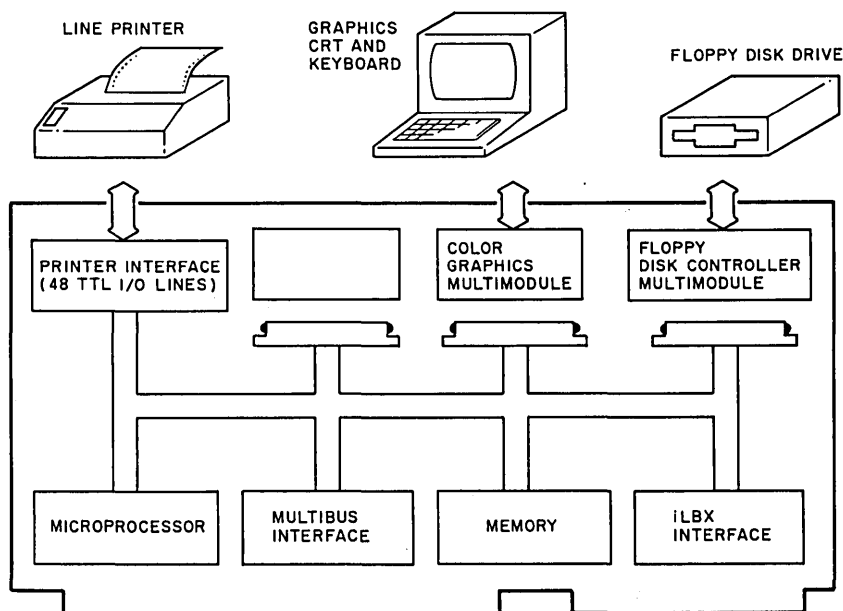 LINE PRINTER
GRAPHICS
CRT AND
KEYBOARD
FLOPPY DISK DRIVE
PRINTER INTERFACE
(48 TTL I/O LINES)
COLOR
GRAPHICS
MULTIMODULE
FLOPPY
DISK CONTROLLER
MULTIMODULE
MICROPROCESSOR
MULTIBUS
INTERFACE
MEMORY
iLBX
INTERFACE